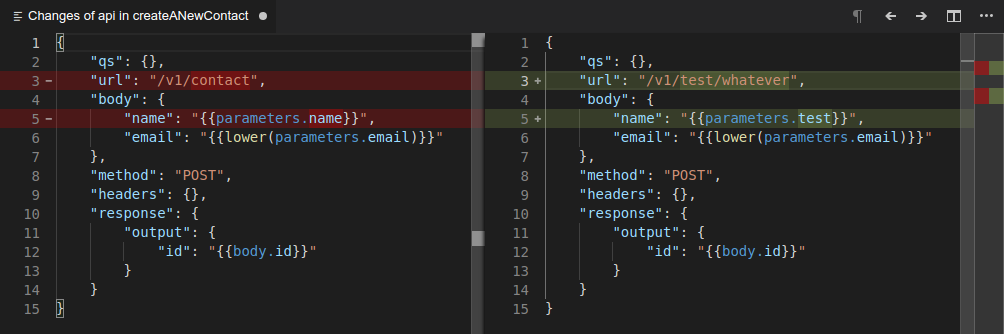 Changes of api in createANewContact
1 {
2 "qs": {},
3 − "url": "/v1/contact",
4 "body": {
5 − "name": "{{parameters.name}}",
6 "email": "{{lower(parameters.email)}}"
7 },
8 "method": "POST",
9 "headers": {},
10 "response": {
11 "output": {
12 "id": "{{body.id}}"
13 }
14 }
15 }
1 {
2 "qs": {},
3 + "url": "/v1/test/whatever",
4 "body": {
5 + "name": "{{parameters.test}}",
6 "email": "{{lower(parameters.email)}}"
7 },
8 "method": "POST",
9 "headers": {},
10 "response": {
11 "output": {
12 "id": "{{body.id}}"
13 }
14 }
15 }